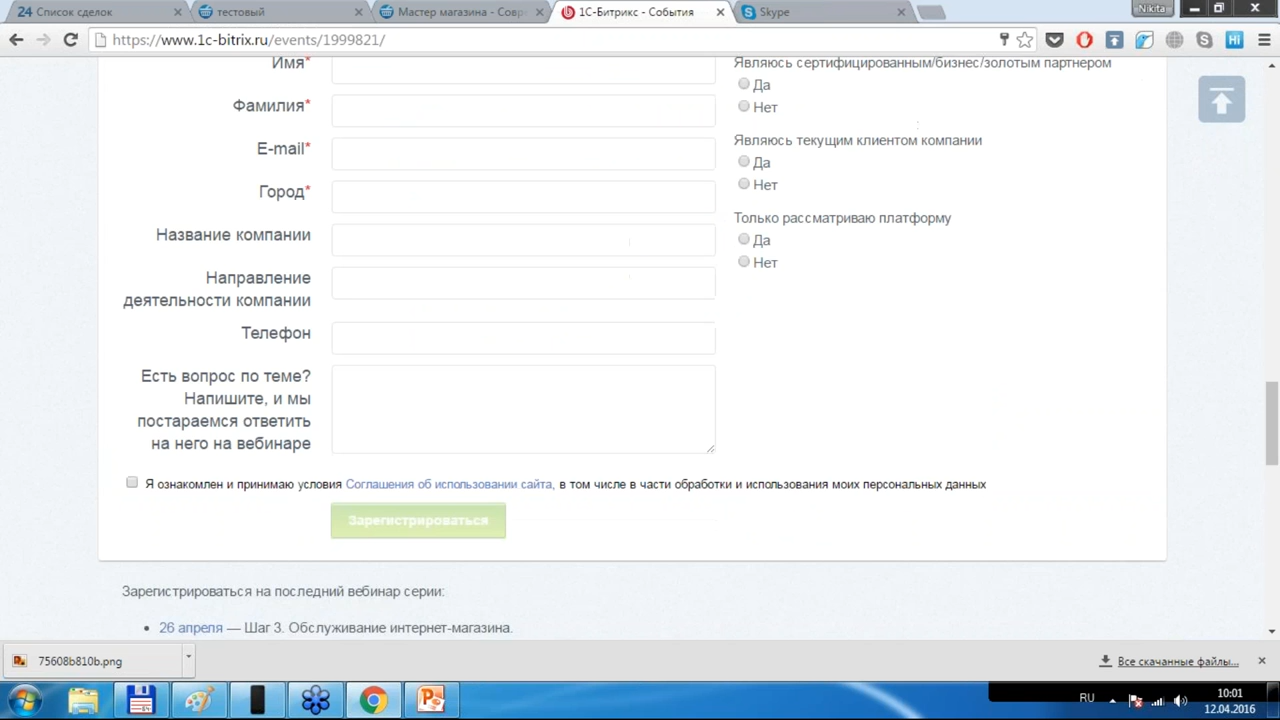 24 Список сделок
тестовый
Мастер магазина - Совр
1С-Битрикс - События
Skype
Nikita
https://www.1c-bitrix.ru/events/1999821/
Имя*
Фамилия*
E-mail*
Город*
Название компании
Направление
деятельности компании
Телефон
Есть вопрос по теме?
Напишите, и мы
постараемся ответить
на него на вебинаре
Являюсь сертифицированным/бизнес/золотым партнером
Да
Нет
Являюсь текущим клиентом компании
Да
Нет
Только рассматриваю платформу
Да
Нет
Я ознакомлен и принимаю условия Соглашения об использовании сайта, в том числе в части обработки и использования моих персональных данных
Зарегистрироваться
Зарегистрироваться на последний вебинар серии:
• 26 апреля — Шаг 3. Обслуживание интернет-магазина.
75608b810b.png
Все скачанные файлы...
RU
10:01
12.04.2016